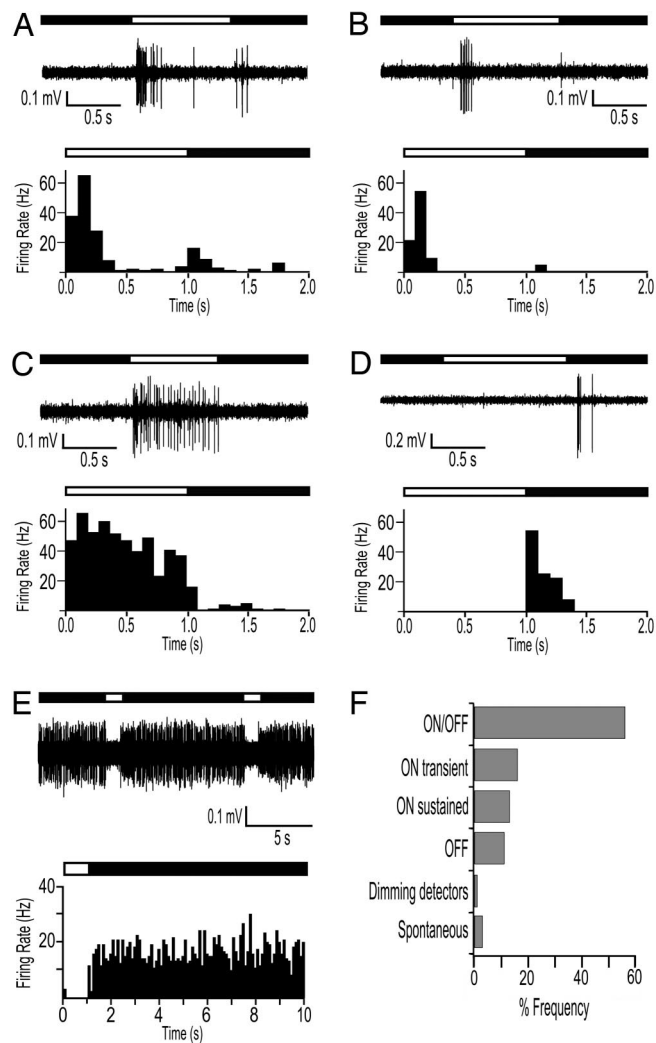 A
0.1 mV
0.5 s
Firing Rate (Hz)
60
40
20
0.0 0.5 1.0 1.5 2.0
Time (s)
B
0.1 mV
0.5 s
Firing Rate (Hz)
60
40
20
0.0 0.5 1.0 1.5 2.0
Time (s)
C
0.1 mV
0.5 s
Firing Rate (Hz)
60
40
20
0.0 0.5 1.0 1.5 2.0
Time (s)
D
0.2 mV
0.5 s
Firing Rate (Hz)
60
40
20
0.0 0.5 1.0 1.5 2.0
Time (s)
E
0.1 mV
5 s
Firing Rate (Hz)
40
20
0
0 2 4 6 8 10
Time (s)
F
ON/OFF
ON transient
ON sustained
OFF
Dimming detectors
Spontaneous
0 20 40 60
% Frequency